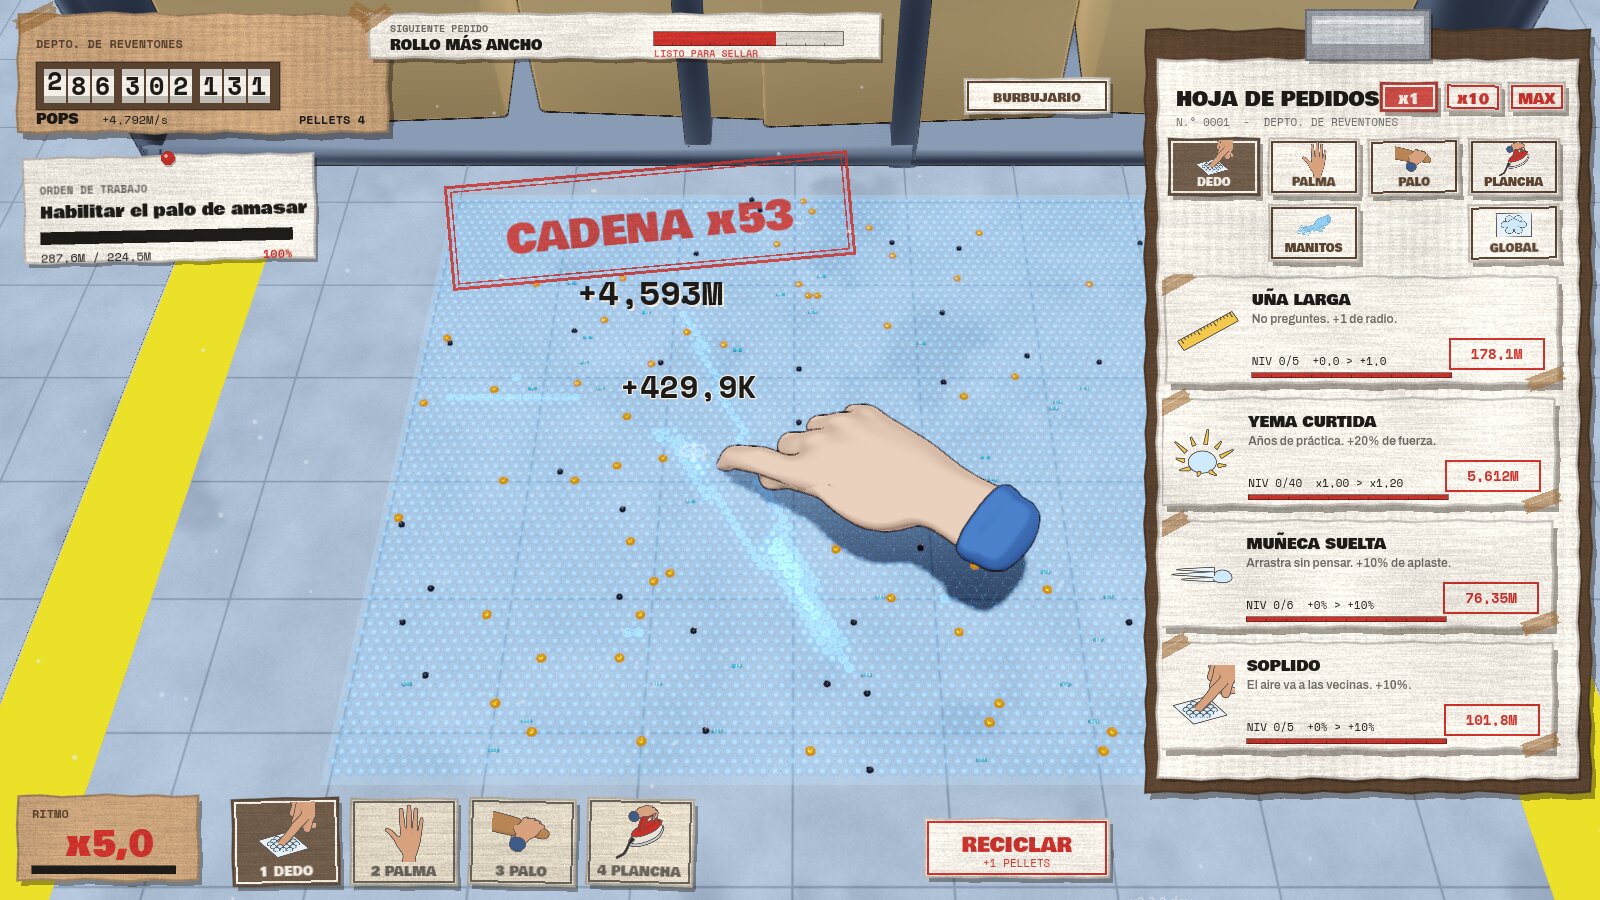 DEPTO. DE REVENTONES
286302131
POPS +4,792M/s PELLETS 4
SIGUIENTE PEDIDO
ROLLO MÁS ANCHO
LISTO PARA SELLAR
BURBUJARIO
ORDEN DE TRABAJO
Habilitar el palo de amasar
287,6M / 224,5M 100%
CADENA x53
+4,593M
+429,9K
HOJA DE PEDIDOS x1 x10 MAX
N.° 0001 - DEPTO. DE REVENTONES
DEDO PALMA PALO PLANCHA
MANITOS GLOBAL
UÑA LARGA
No preguntes. +1 de radio.
NIV 0/5 +0,0 > +1,0 178,1M
YEMA CURTIDA
Años de práctica. +20% de fuerza.
NIV 0/40 x1,00 > x1,20 5,612M
MUÑECA SUELTA
Arrastra sin pensar. +10% de aplaste.
NIV 0/6 +0% > +10% 76,35M
SOPLIDO
El aire va a las vecinas. +10%.
NIV 0/5 +0% > +10% 101,8M
RITMO
x5,0
1 DEDO 2 PALMA 3 PALO 4 PLANCHA
RECICLAR
+1 PELLETS